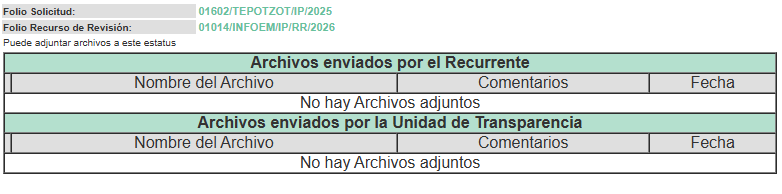 Folio Solicitud: 01602/TEPOTZOT/IP/2025
Folio Recurso de Revisión: 01014/INFOEM/IP/RR/2026
Puede adjuntar archivos a este estatus
Archivos enviados por el Recurrente
Nombre del Archivo Comentarios Fecha
No hay Archivos adjuntos
Archivos enviados por la Unidad de Transparencia
Nombre del Archivo Comentarios Fecha
No hay Archivos adjuntos